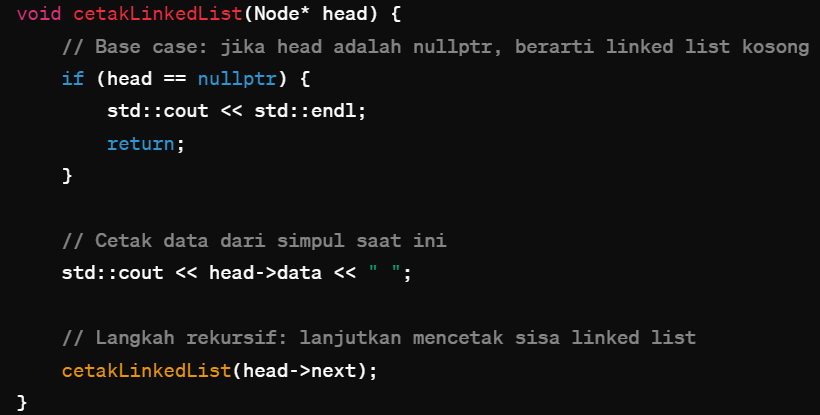 void cetakLinkedList(Node* head) {
    // Base case: jika head adalah nullptr, berarti linked list kosong
    if (head == nullptr) {
        std::cout << std::endl;
        return;
    }

    // Cetak data dari simpul saat ini
    std::cout << head->data << " ";

    // Langkah rekursif: lanjutkan mencetak sisa linked list
    cetakLinkedList(head->next);
}